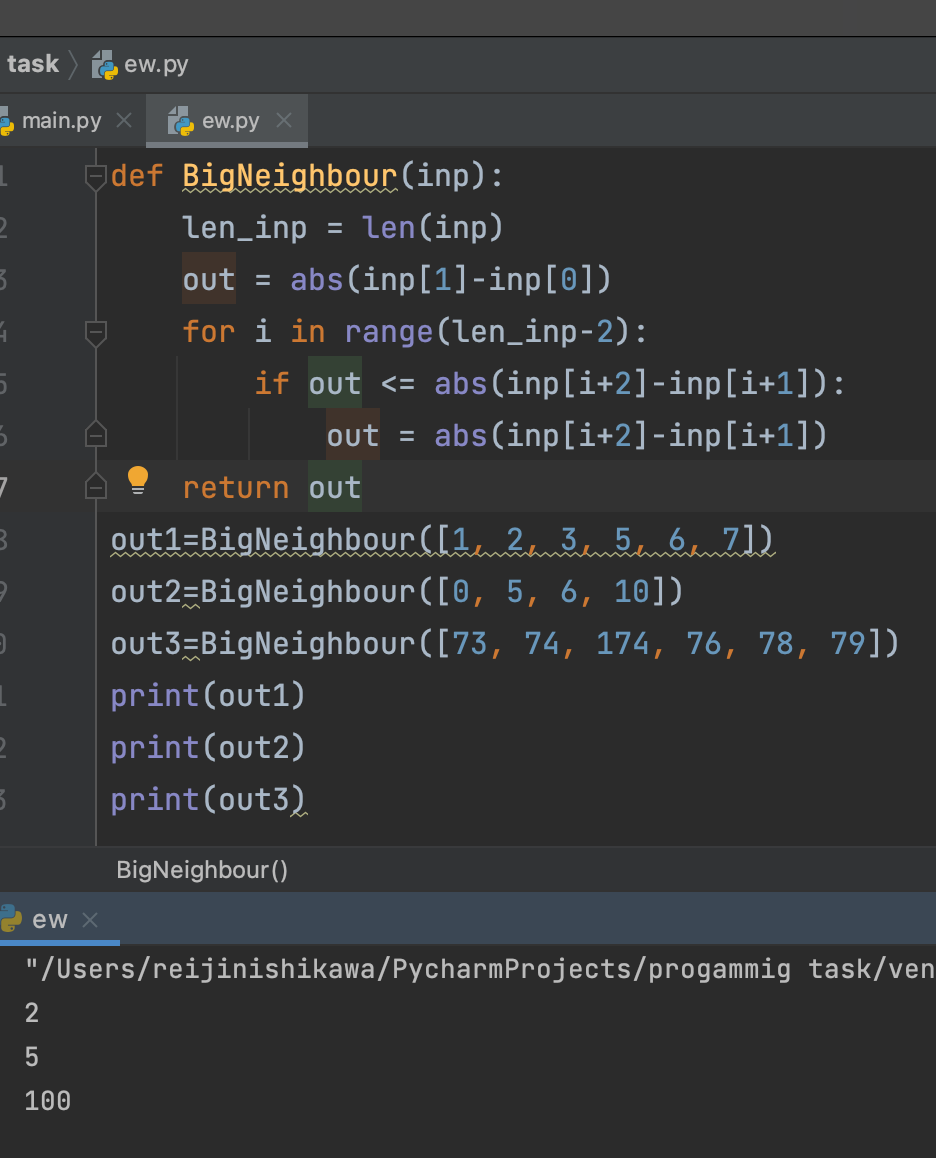 task ew.py
main.py ew.py
1 def BigNeighbour(inp):
2 len_inp = len(inp)
3 out = abs(inp[1]-inp[0])
4 for i in range(len_inp-2):
5 if out <= abs(inp[i+2]-inp[i+1]):
6 out = abs(inp[i+2]-inp[i+1])
7 return out
8 out1=BigNeighbour([1, 2, 3, 5, 6, 7])
9 out2=BigNeighbour([0, 5, 6, 10])
0 out3=BigNeighbour([73, 74, 174, 76, 78, 79])
1 print(out1)
2 print(out2)
3 print(out3)
BigNeighbour()
ew
"/Users/reijinishikawa/PycharmProjects/progammig task/ven
2
5
100